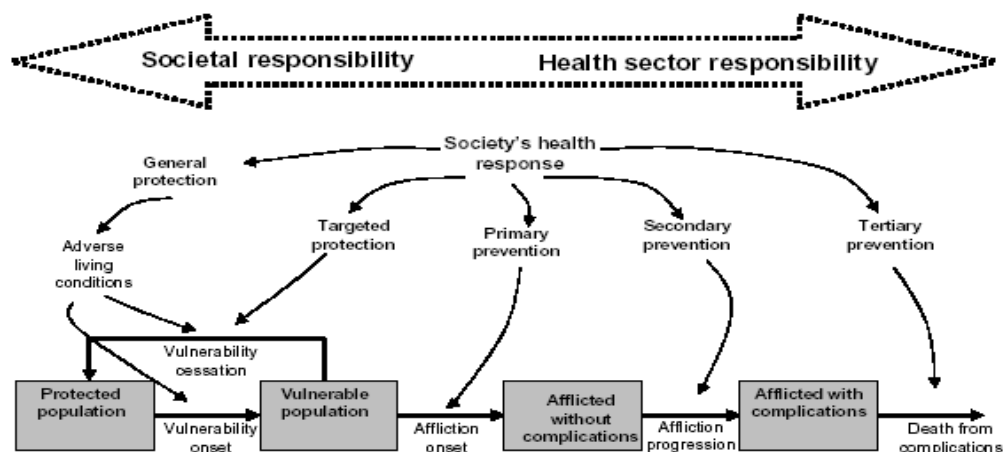 Societal responsibility
Health sector responsibility
Society's health
response
General
protection
Targeted
protection
Primary
prevention
Secondary
prevention
Tertiary
prevention
Adverse
living
conditions
Vulnerability
cessation
Protected
population
Vulnerability
onset
Vulnerable
population
Affliction
onset
Afflicted
without
complications
Affliction
progression
Afflicted with
complications
Death from
complications